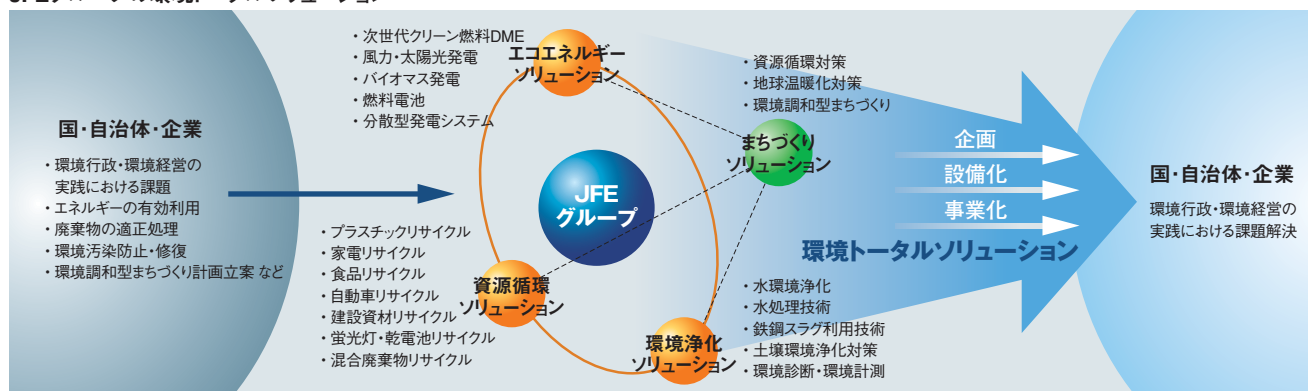 国・自治体・企業
・環境行政・環境経営の
実践における課題
・エネルギーの有効利用
・廃棄物の適正処理
・環境汚染防止・修復
・環境調和型まちづくり計画立案 など
・次世代クリーン燃料DME
・風力・太陽光発電
・バイオマス発電
・燃料電池
・分散型発電システム
エコエネルギー
ソリューション
JFE
グループ
・プラスチックリサイクル
・家電リサイクル
・食品リサイクル
・自動車リサイクル
・建設資材リサイクル
・蛍光灯・乾電池リサイクル
・混合廃棄物リサイクル
資源循環
ソリューション
・資源循環対策
・地球温暖化対策
・環境調和型まちづくり
まちづくり
ソリューション
・水環境浄化
・水処理技術
・鉄鋼スラグ利用技術
・土壌環境浄化対策
・環境診断・環境計測
環境浄化
ソリューション
企画
設備化
事業化
環境トータルソリューション
国・自治体・企業
環境行政・環境経営の
実践における課題解決